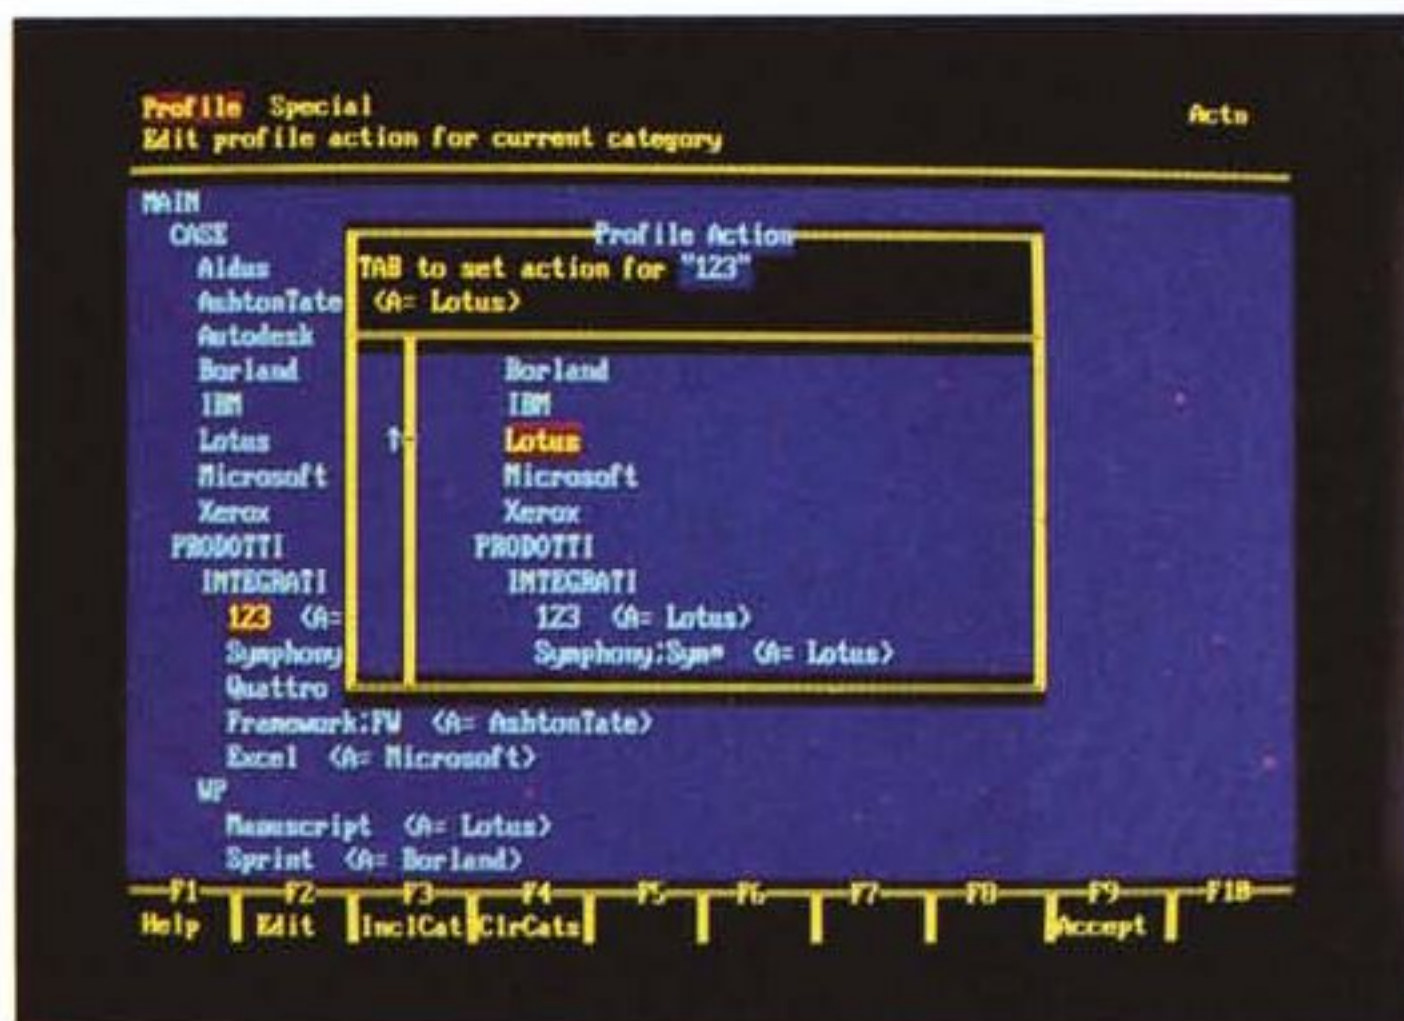 Profile Special Actn
Edit profile action for current category
MAIN
CASE
Aldus
AshtonTate
Autodesk
Borland
IBM
Lotus
Microsoft
Xerox
PRODOTTI
INTEGRATI
123 (A=
Symphony
Quattro
Framework;FW (A= AshtonTate)
Excel (A= Microsoft)
WP
Manuscript (A= Lotus)
Sprint (A= Borland)
Profile Action
TAB to set action for "123"
(A= Lotus)
Borland
IBM
Lotus
Microsoft
Xerox
PRODOTTI
INTEGRATI
123 (A= Lotus)
Symphony;Sym* (A= Lotus)
F1 F2 F3 F4 F5 F6 F7 F8 F9 F10
Help Edit InclCat ClrCats Accept